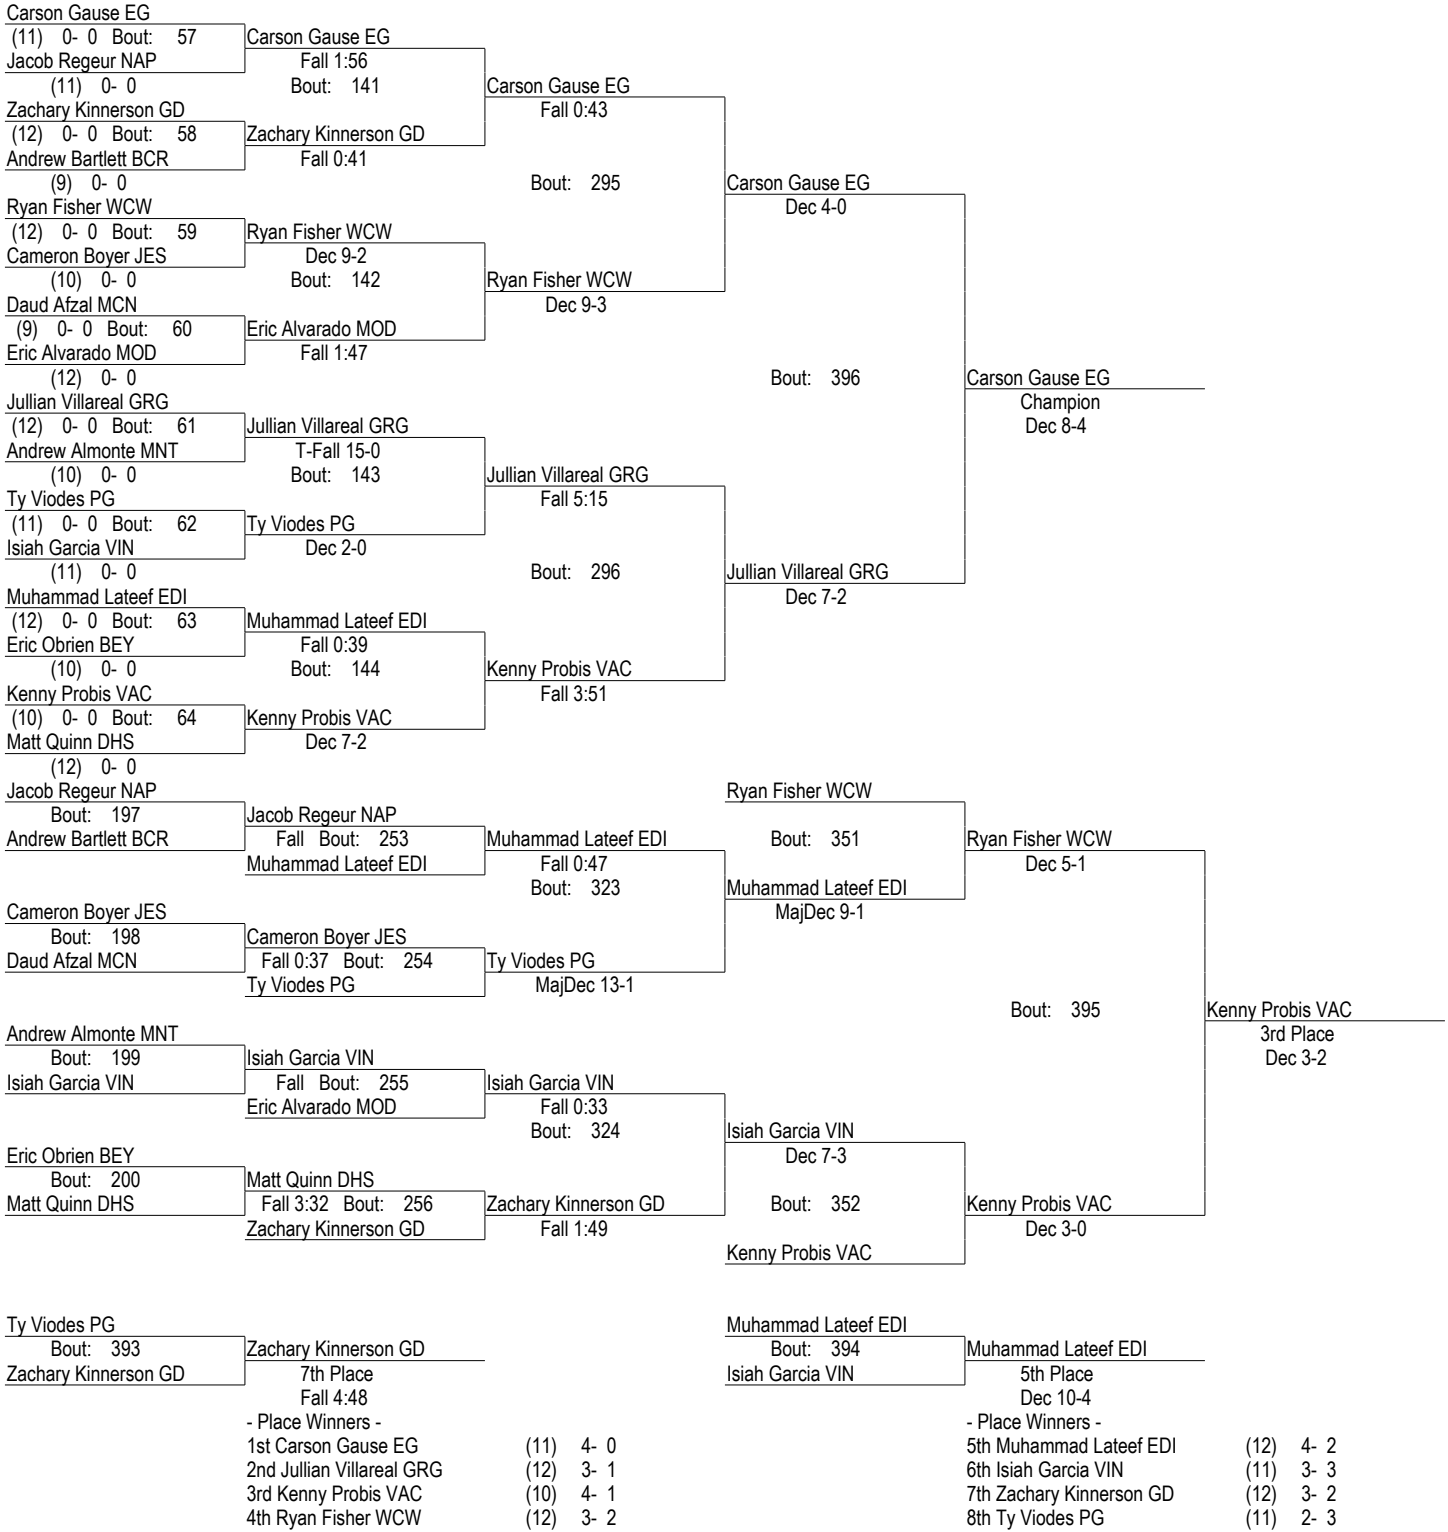 Carson Gause EG
(11) 0- 0 Bout: 57 Carson Gause EG
Jacob Regeur NAP Fall 1:56
(11) 0- 0 Bout: 141 Carson Gause EG
Zachary Kinnerson GD Fall 0:43
(12) 0- 0 Bout: 58 Zachary Kinnerson GD
Andrew Bartlett BCR Fall 0:41
(9) 0- 0 Bout: 295 Carson Gause EG
Ryan Fisher WCW Dec 4-0
(12) 0- 0 Bout: 59 Ryan Fisher WCW
Cameron Boyer JES Dec 9-2
(10) 0- 0 Bout: 142 Ryan Fisher WCW
Daud Afzal MCN Dec 9-3
(9) 0- 0 Bout: 60 Eric Alvarado MOD
Eric Alvarado MOD Fall 1:47
(12) 0- 0 Bout: 396 Carson Gause EG
Jullian Villareal GRG Champion
(12) 0- 0 Bout: 61 Jullian Villareal GRG Dec 8-4
Andrew Almonte MNT T-Fall 15-0
(10) 0- 0 Bout: 143 Jullian Villareal GRG
Ty Viodes PG Fall 5:15
(11) 0- 0 Bout: 62 Ty Viodes PG
Isiah Garcia VIN Dec 2-0
(11) 0- 0 Bout: 296 Jullian Villareal GRG
Muhammad Lateef EDI Dec 7-2
(12) 0- 0 Bout: 63 Muhammad Lateef EDI
Eric Obrien BEY Fall 0:39
(10) 0- 0 Bout: 144 Kenny Probis VAC
Kenny Probis VAC Fall 3:51
(10) 0- 0 Bout: 64 Kenny Probis VAC
Matt Quinn DHS Dec 7-2
(12) 0- 0
Jacob Regeur NAP Ryan Fisher WCW
Bout: 197 Jacob Regeur NAP
Andrew Bartlett BCR Fall Bout: 253 Muhammad Lateef EDI Bout: 351 Ryan Fisher WCW
Muhammad Lateef EDI Fall 0:47 Dec 5-1
Bout: 323 Muhammad Lateef EDI
Cameron Boyer JES MajDec 9-1
Bout: 198 Cameron Boyer JES
Daud Afzal MCN Fall 0:37 Bout: 254 Ty Viodes PG
Ty Viodes PG MajDec 13-1
Bout: 395 Kenny Probis VAC
Andrew Almonte MNT 3rd Place
Bout: 199 Isiah Garcia VIN Dec 3-2
Isiah Garcia VIN Fall Bout: 255 Isiah Garcia VIN
Eric Alvarado MOD Fall 0:33
Bout: 324 Isiah Garcia VIN
Eric Obrien BEY Dec 7-3
Bout: 200 Matt Quinn DHS
Matt Quinn DHS Fall 3:32 Bout: 256 Zachary Kinnerson GD Bout: 352 Kenny Probis VAC
Zachary Kinnerson GD Fall 1:49 Dec 3-0
Kenny Probis VAC
Ty Viodes PG Muhammad Lateef EDI
Bout: 393 Zachary Kinnerson GD Bout: 394 Muhammad Lateef EDI
Zachary Kinnerson GD 7th Place Isiah Garcia VIN 5th Place
Fall 4:48 Dec 10-4
- Place Winners - - Place Winners -
1st Carson Gause EG (11) 4- 0 5th Muhammad Lateef EDI (12) 4- 2
2nd Jullian Villareal GRG (12) 3- 1 6th Isiah Garcia VIN (11) 3- 3
3rd Kenny Probis VAC (10) 4- 1 7th Zachary Kinnerson GD (12) 3- 2
4th Ryan Fisher WCW (12) 3- 2 8th Ty Viodes PG (11) 2- 3